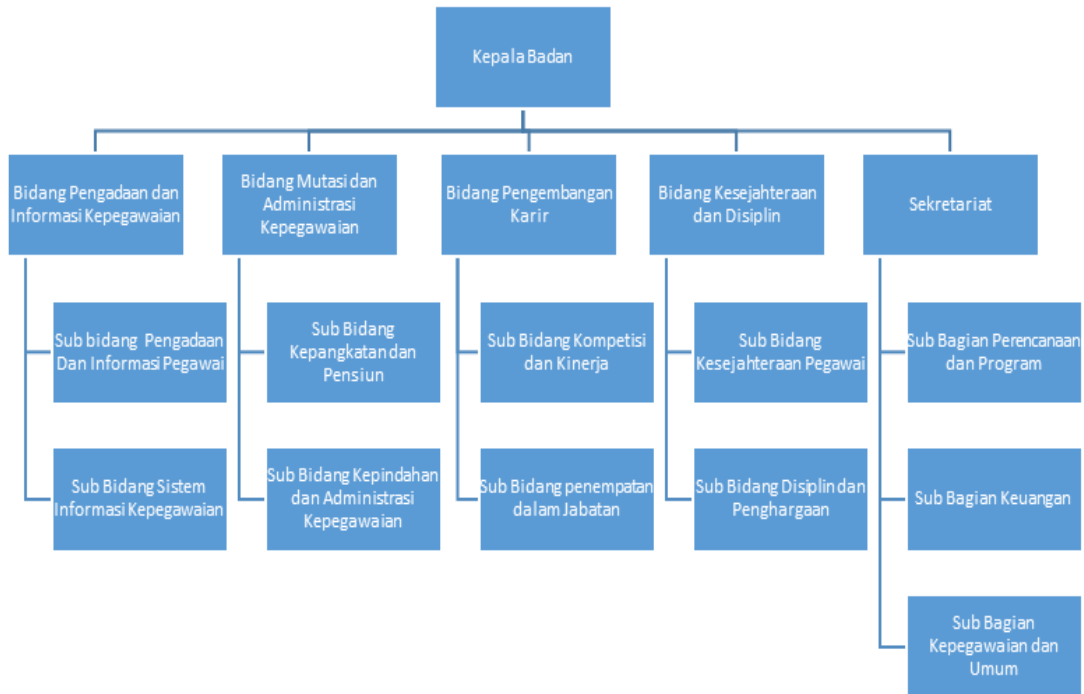 Kepala Badan
Bidang Pengadaan dan
Informasi Kepegawaian
Bidang Mutasi dan
Administrasi
Kepegawaian
Bidang Pengembangan
Karir
Bidang Kesejahteraan
dan Disiplin
Sekretariat
Sub bidang Pengadaan
Dan Informasi Pegawai
Sub Bidang
Kepangkatan dan
Pensiun
Sub Bidang Kompetisi
dan Kinerja
Sub Bidang
Kesejahteraan Pegawai
Sub Bagian Perencanaan
dan Program
Sub Bidang Sistem
Informasi Kepegawaian
Sub Bidang Kepindahan
dan Administrasi
Kepegawaian
Sub Bidang penempatan
dalam Jabatan
Sub Bidang Disiplin dan
Penghargaan
Sub Bagian Keuangan
Sub Bagian
Kepegawaian dan
Umum